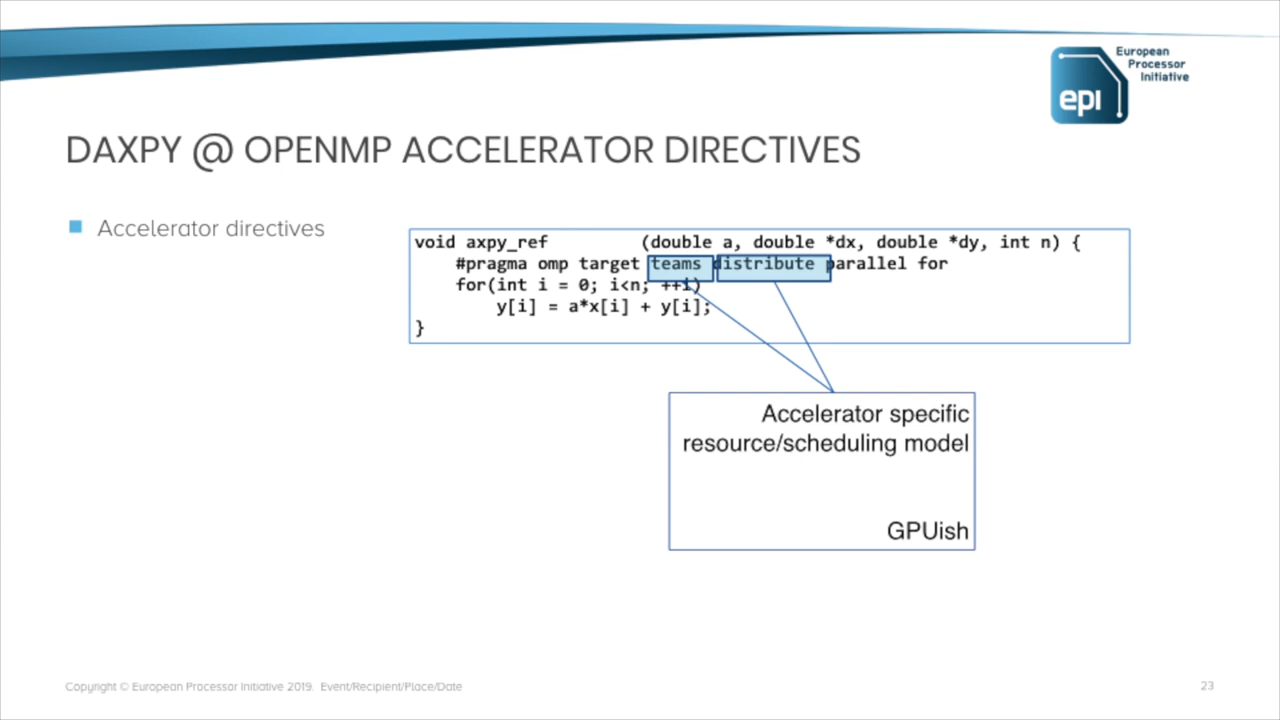 European
Processor
Initiative
epi
DAXPY @ OPENMP ACCELERATOR DIRECTIVES
Accelerator directives
void axpy_ref (double a, double *dx, double *dy, int n) {
#pragma omp target teams distribute parallel for
for(int i = 0; i<n; ++i)
y[i] = a*x[i] + y[i];
}
Accelerator specific
resource/scheduling model
GPUish
Copyright © European Processor Initiative 2019. Event/Recipient/Place/Date
23